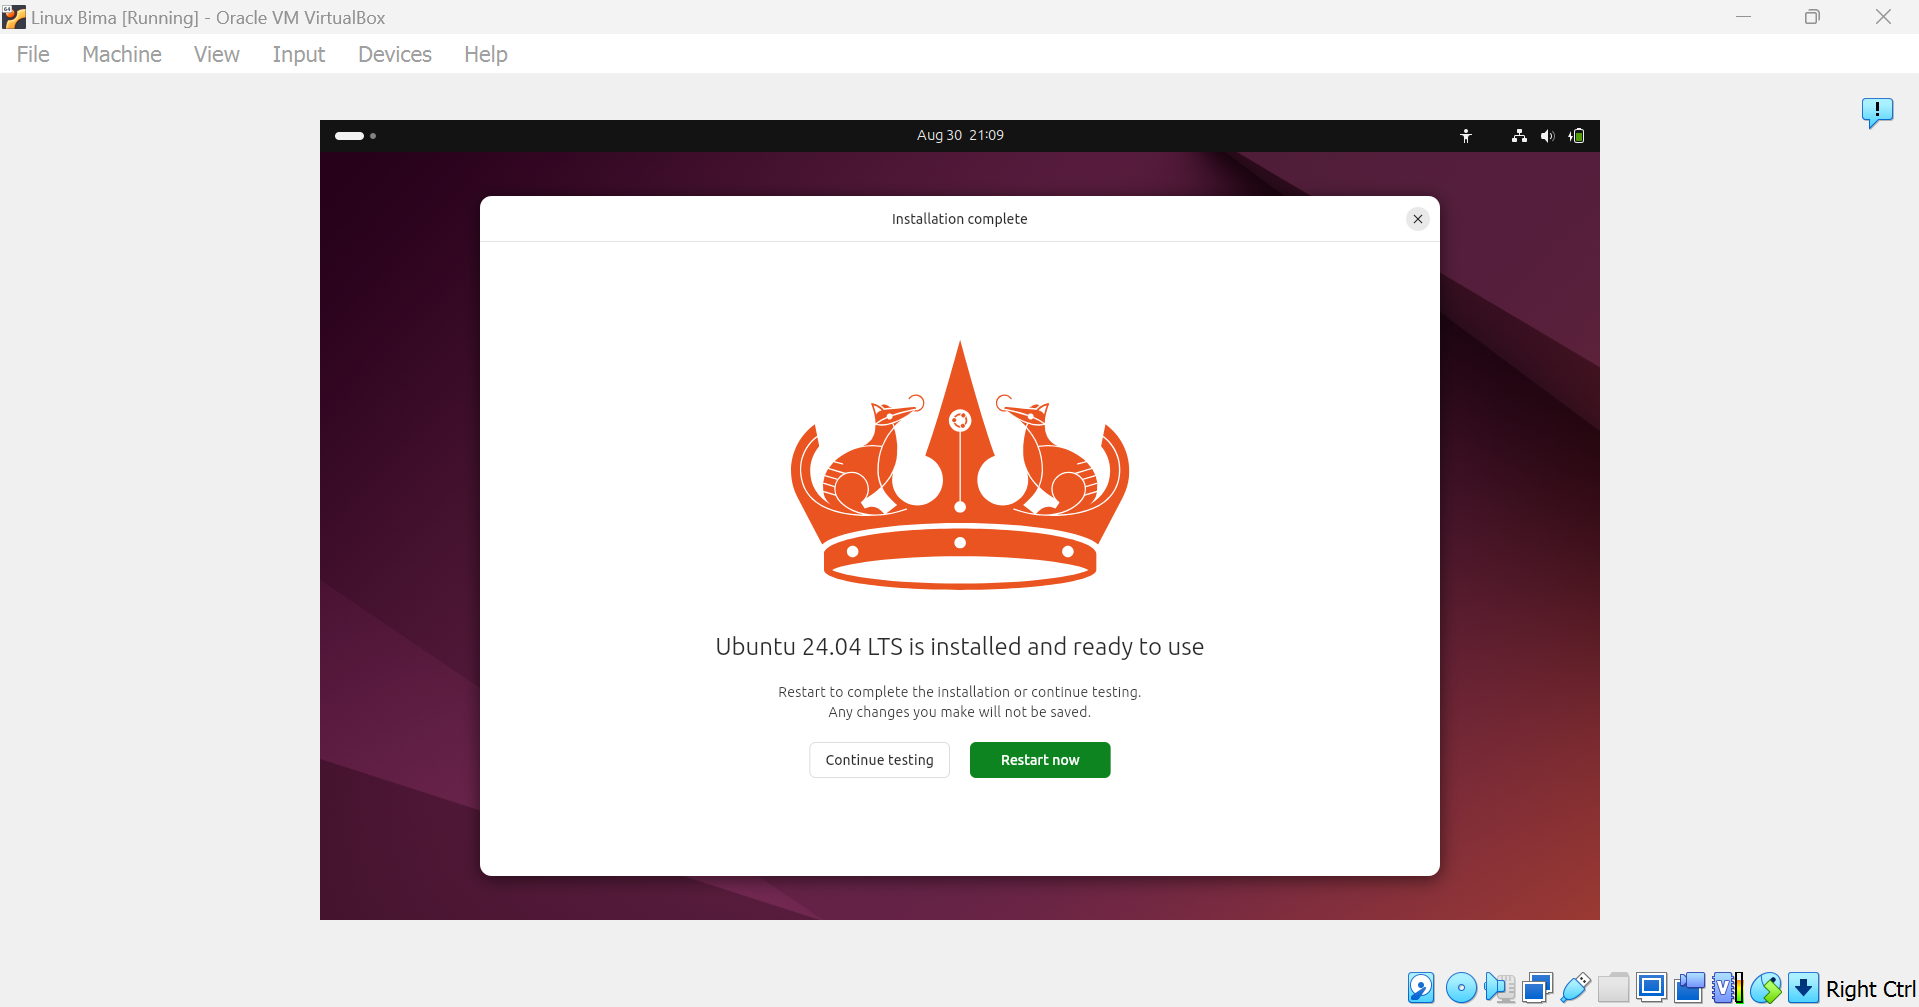 Linux Bima [Running] - Oracle VM VirtualBox
File Machine View Input Devices Help
Aug 30 21:09
Installation complete
Ubuntu 24.04 LTS is installed and ready to use
Restart to complete the installation or continue testing.
Any changes you make will not be saved.
Continue testing Restart now
Right Ctrl